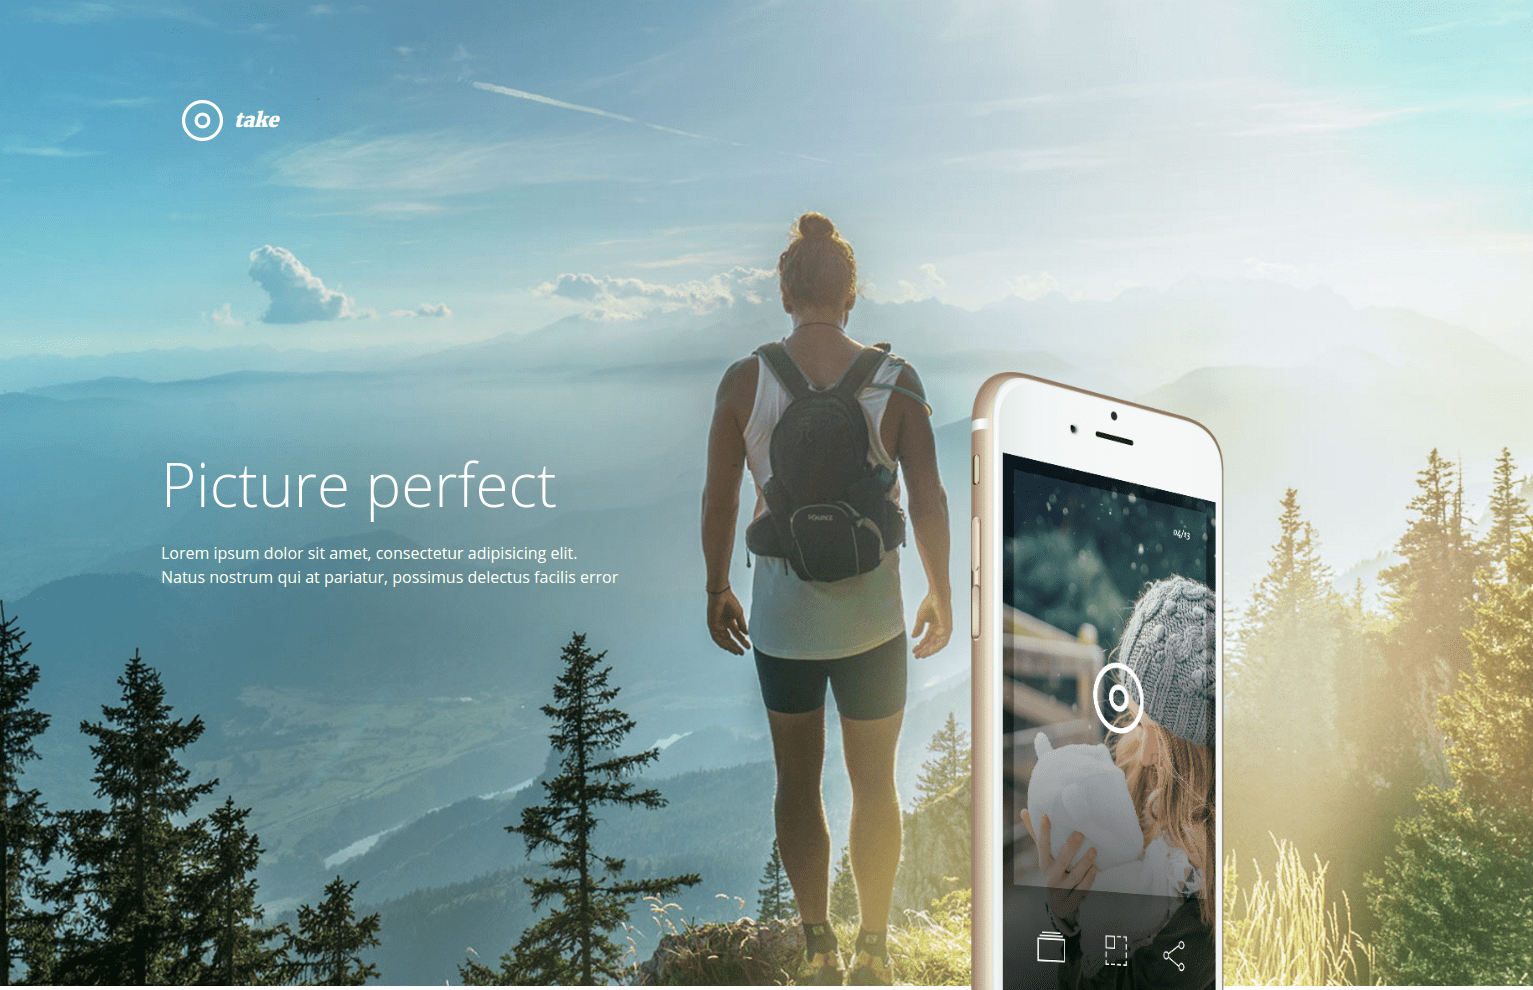 take
Picture perfect
Lorem ipsum dolor sit amet, consectetur adipisicing elit.
Natus nostrum qui at pariatur, possimus delectus facilis error
SOURCE
04/13